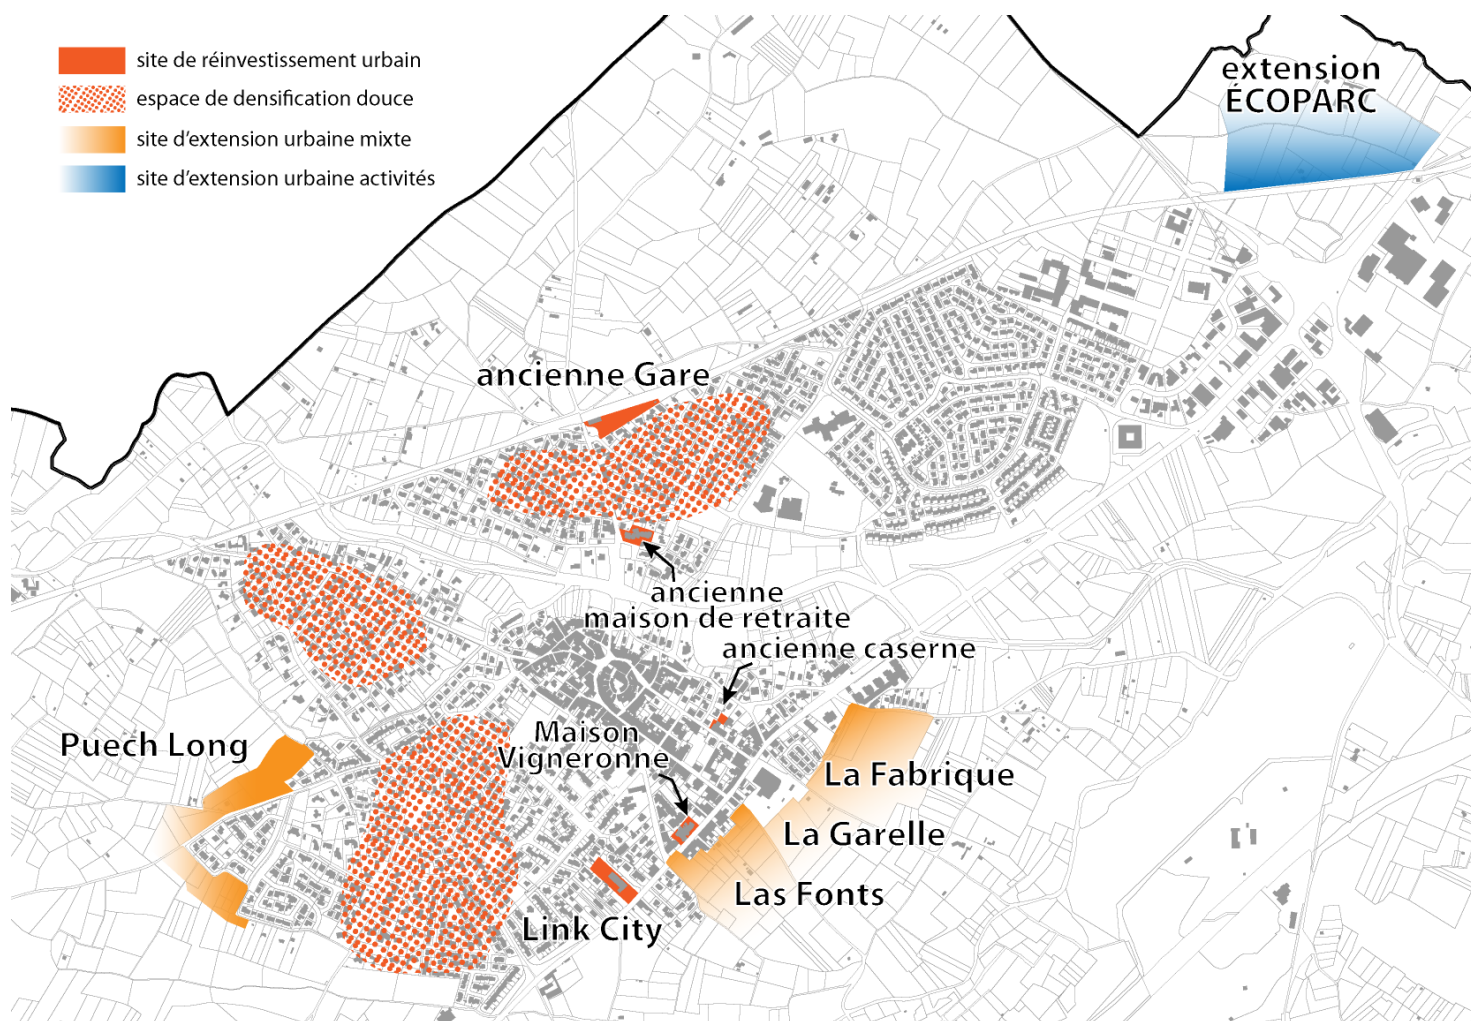 site de réinvestissement urbain
espace de densification douce
site d'extension urbaine mixte
site d'extension urbaine activités
extension
ÉCOPARC
ancienne Gare
ancienne
maison de retraite
ancienne caserne
Maison
Vigneronne
Puech Long
La Fabrique
La Garelle
Las Fonts
Link City